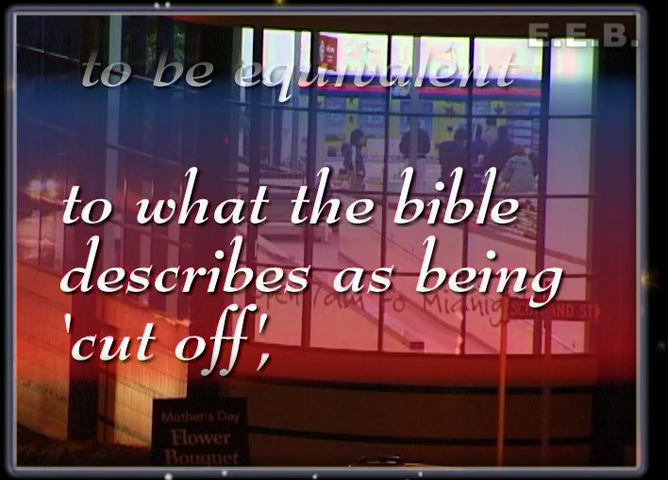 E.E.B.
to be equivalent
to what the bible
describes as being
'cut off',
Mother's Day
Flower
Bouquet